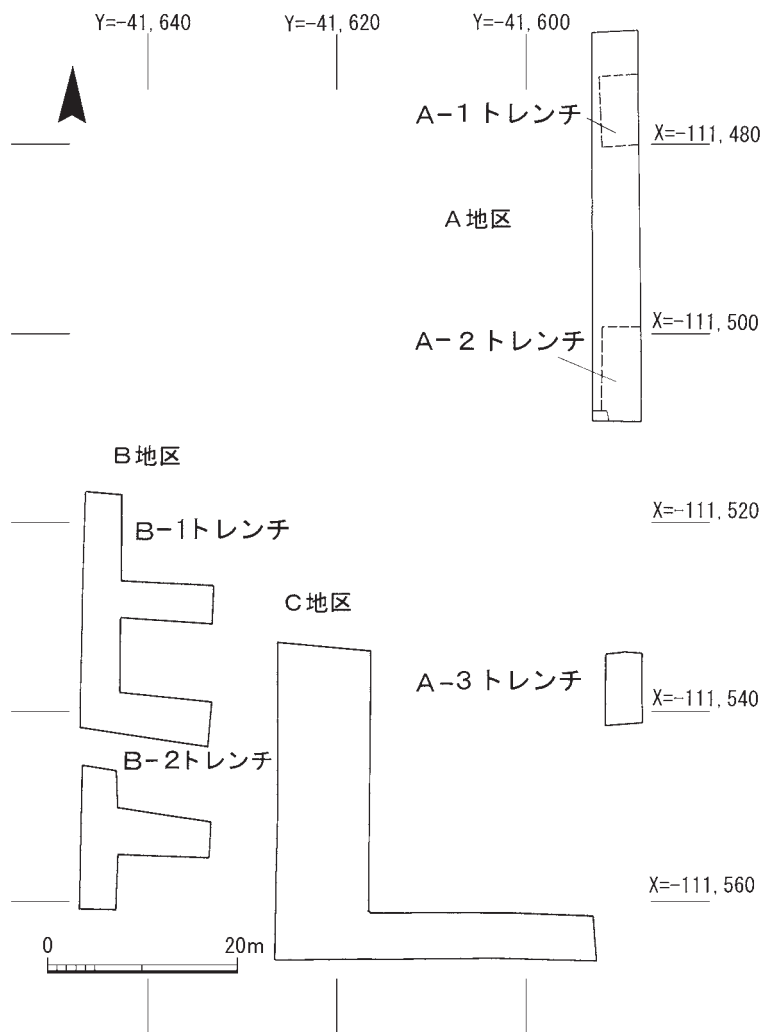 Y=-41,640
Y=-41,620
Y=-41,600
A-1トレンチ
X=-111,480
A地区
X=-111,500
A-2トレンチ
B地区
X=-111,520
B-1トレンチ
C地区
A-3トレンチ
X=-111,540
B-2トレンチ
X=-111,560
0 20m